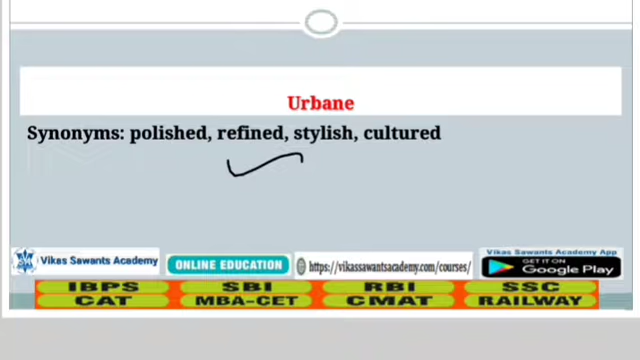 Urbane
Synonyms: polished, refined, stylish, cultured
Vikas Sawants Academy
ONLINE EDUCATION
https://vikassawantsacademy.com/courses/
Vikas Sawants Academy App
GET IT ON
Google Play
IBPS SBI RBI SSC
CAT MBA-CET CMAT RAILWAY